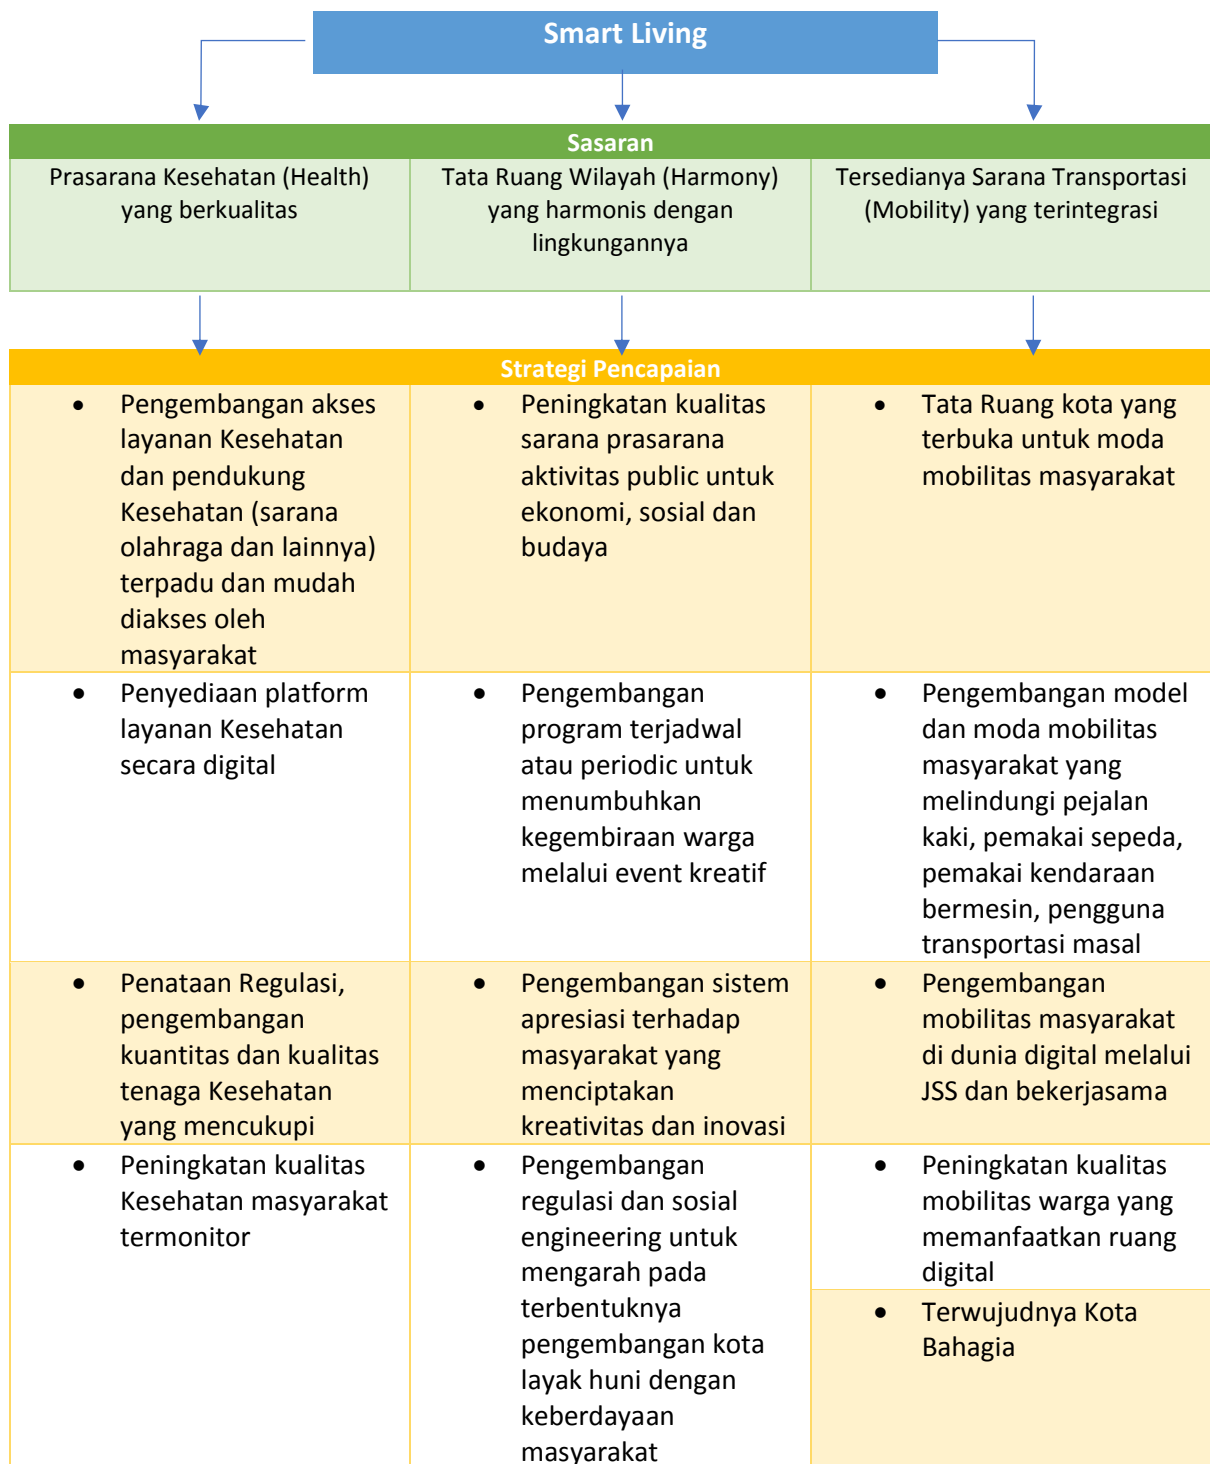 Smart Living
Sasaran
Prasarana Kesehatan (Health)
yang berkualitas
Tata Ruang Wilayah (Harmony)
yang harmonis dengan
lingkungannya
Tersedianya Sarana Transportasi
(Mobility) yang terintegrasi
Strategi Pencapaian
• Pengembangan akses
layanan Kesehatan
dan pendukung
Kesehatan (sarana
olahraga dan lainnya)
terpadu dan mudah
diakses oleh
masyarakat
• Peningkatan kualitas
sarana prasarana
aktivitas public untuk
ekonomi, sosial dan
budaya
• Tata Ruang kota yang
terbuka untuk moda
mobilitas masyarakat
• Penyediaan platform
layanan Kesehatan
secara digital
• Pengembangan
program terjadwal
atau periodic untuk
menumbuhkan
kegembiraan warga
melalui event kreatif
• Pengembangan model
dan moda mobilitas
masyarakat yang
melindungi pejalan
kaki, pemakai sepeda,
pemakai kendaraan
bermesin, pengguna
transportasi masal
• Penataan Regulasi,
pengembangan
kuantitas dan kualitas
tenaga Kesehatan
yang mencukupi
• Pengembangan sistem
apresiasi terhadap
masyarakat yang
menciptakan
kreativitas dan inovasi
• Pengembangan
mobilitas masyarakat
di dunia digital melalui
JSS dan bekerjasama
• Peningkatan kualitas
Kesehatan masyarakat
termonitor
• Pengembangan
regulasi dan sosial
engineering untuk
mengarah pada
terbentuknya
pengembangan kota
layak huni dengan
keberdayaan
masyarakat
• Peningkatan kualitas
mobilitas warga yang
memanfaatkan ruang
digital
• Terwujudnya Kota
Bahagia